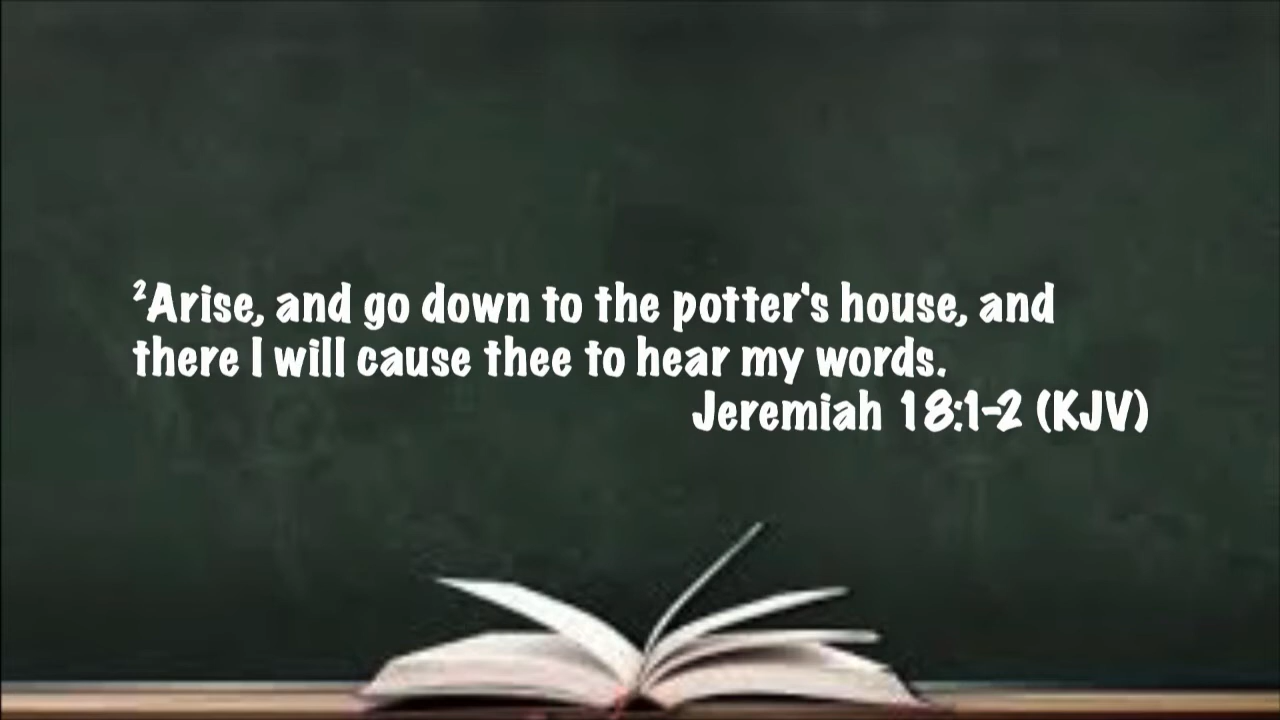 ²Arise, and go down to the potter's house, and
there I will cause thee to hear my words.
Jeremiah 18:1-2 (KJV)